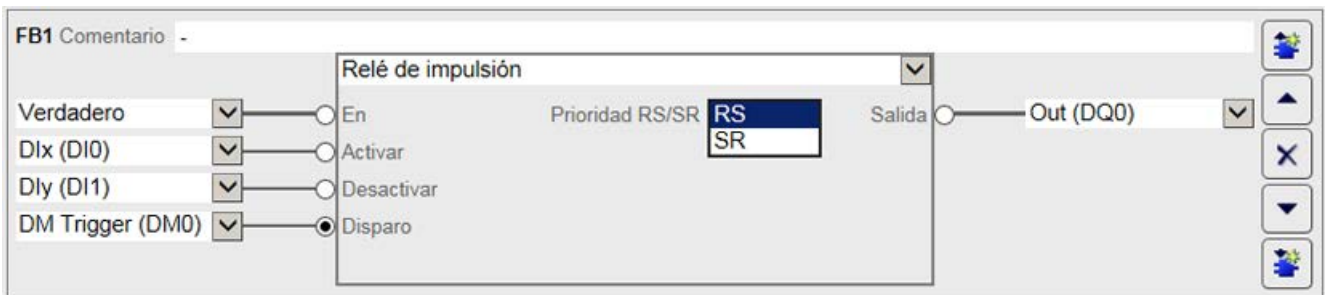 FB1 Comentario -
Relé de impulsión
Verdadero En Prioridad RS/SR RS Salida Out (DQ0)
SR
DIx (DI0) Activar
DIy (DI1) Desactivar
DM Trigger (DM0) Disparo